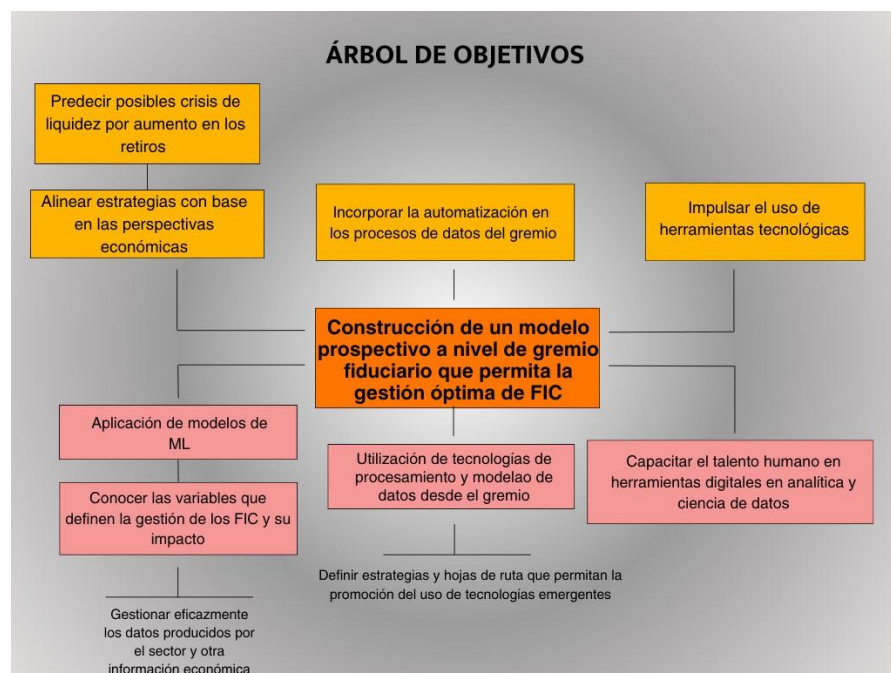 ÁRBOL DE OBJETIVOS
Predecir posibles crisis de
liquidez por aumento en los
retiros
Alinear estrategias con base
en las perspectivas
económicas
Incorporar la automatización en
los procesos de datos del gremio
Impulsar el uso de
herramientas tecnológicas
Construcción de un modelo
prospectivo a nivel de gremio
fiduciario que permita la
gestión óptima de FIC
Aplicación de modelos de
ML
Conocer las variables que
definen la gestión de los FIC y su
impacto
Gestionar eficazmente
los datos producidos por
el sector y otra
información económica
Utilización de tecnologías de
procesamiento y modelao de
datos desde el gremio
Definir estrategias y hojas de ruta que permitan la
promoción del uso de tecnologías emergentes
Capacitar el talento humano en
herramientas digitales en analítica y
ciencia de datos